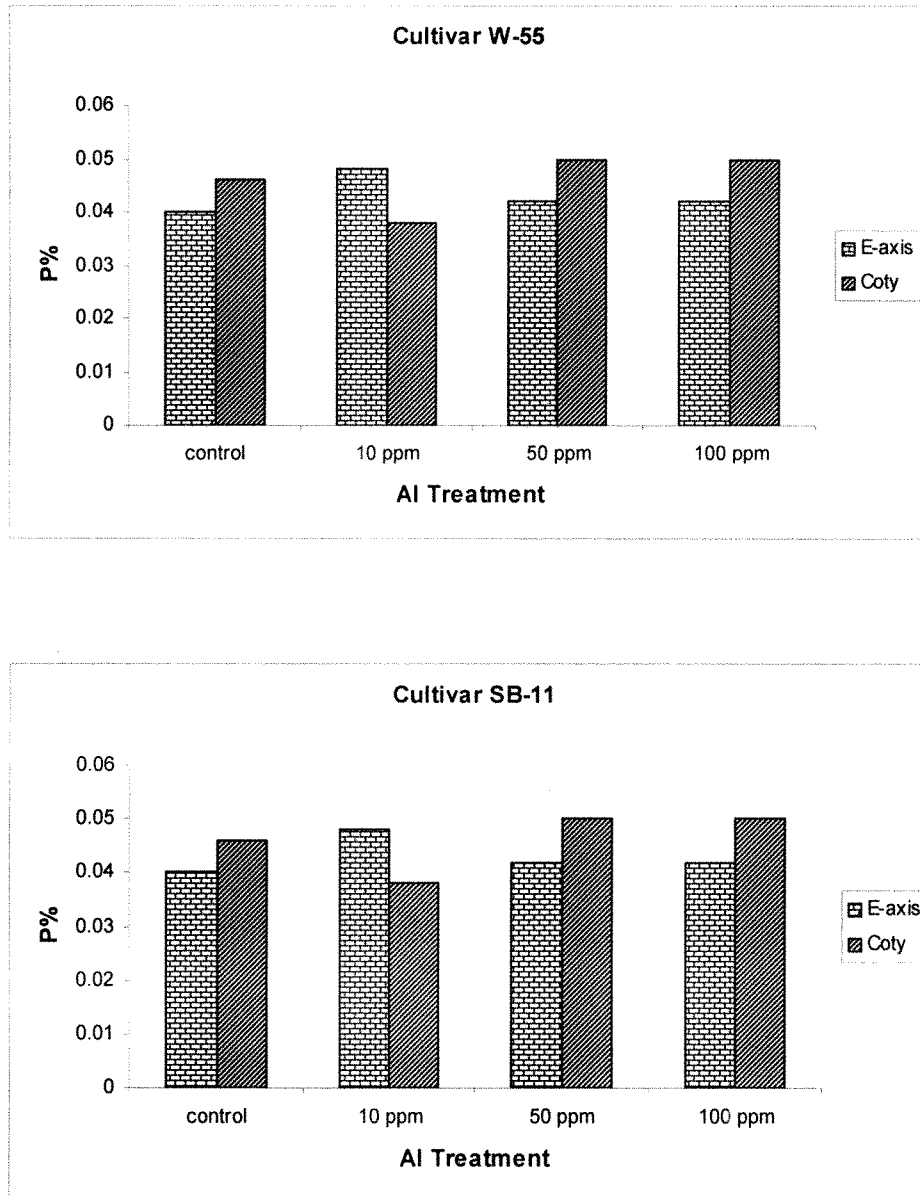 Cultivar W-55
0.06
0.05
0.04
0.03
0.02
0.01
0
P%
control 10 ppm 50 ppm 100 ppm
Al Treatment
E-axis
Coty
Cultivar SB-11
0.06
0.05
0.04
0.03
0.02
0.01
0
P%
control 10 ppm 50 ppm 100 ppm
Al Treatment
E-axis
Coty